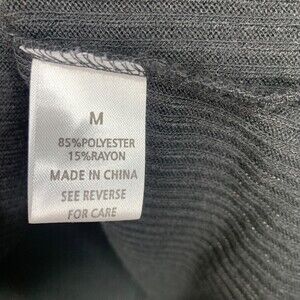 M
85%POLYESTER
15%RAYON
MADE IN CHINA
SEE REVERSE
FOR CARE